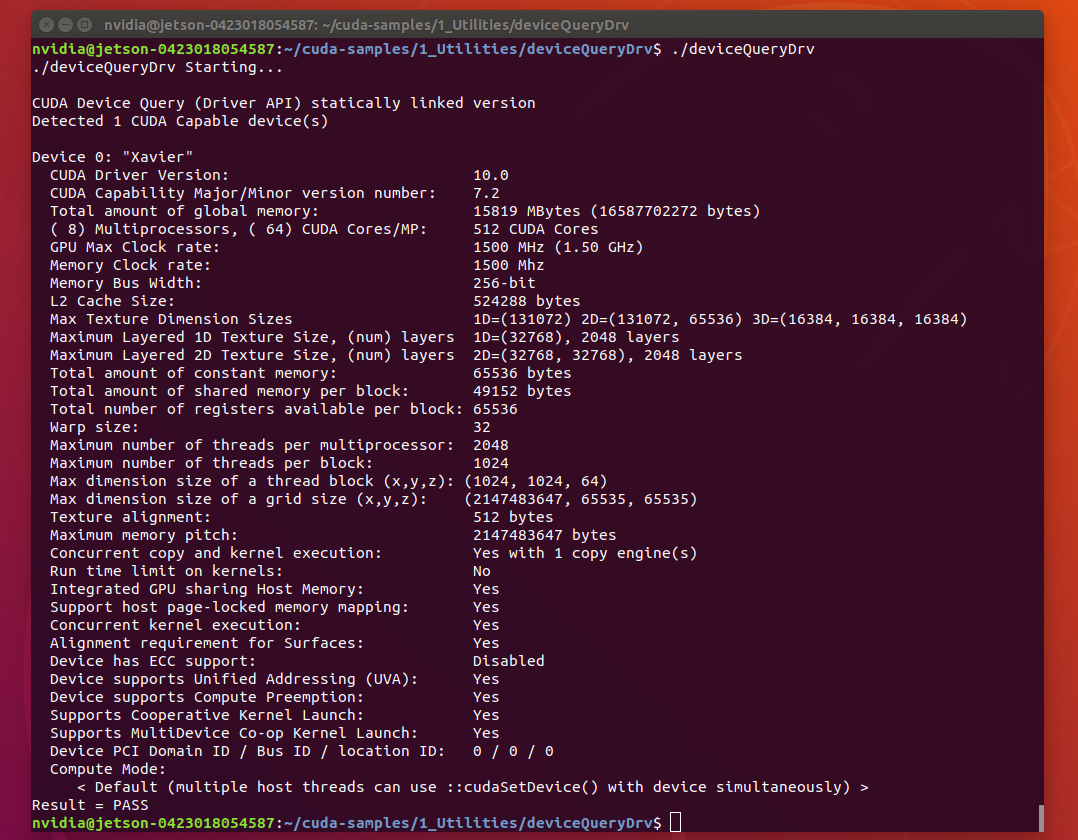 nvidia@jetson-0423018054587: ~/cuda-samples/1_Utilities/deviceQueryDrv
nvidia@jetson-0423018054587:~/cuda-samples/1_Utilities/deviceQueryDrv$ ./deviceQueryDrv
./deviceQueryDrv Starting...
CUDA Device Query (Driver API) statically linked version
Detected 1 CUDA Capable device(s)
Device 0: "Xavier"
CUDA Driver Version: 10.0
CUDA Capability Major/Minor version number: 7.2
Total amount of global memory: 15819 MBytes (16587702272 bytes)
( 8) Multiprocessors, ( 64) CUDA Cores/MP: 512 CUDA Cores
GPU Max Clock rate: 1500 MHz (1.50 GHz)
Memory Clock rate: 1500 Mhz
Memory Bus Width: 256-bit
L2 Cache Size: 524288 bytes
Max Texture Dimension Sizes 1D=(131072) 2D=(131072, 65536) 3D=(16384, 16384, 16384)
Maximum Layered 1D Texture Size, (num) layers 1D=(32768), 2048 layers
Maximum Layered 2D Texture Size, (num) layers 2D=(32768, 32768), 2048 layers
Total amount of constant memory: 65536 bytes
Total amount of shared memory per block: 49152 bytes
Total number of registers available per block: 65536
Warp size: 32
Maximum number of threads per multiprocessor: 2048
Maximum number of threads per block: 1024
Max dimension size of a thread block (x,y,z): (1024, 1024, 64)
Max dimension size of a grid size (x,y,z): (2147483647, 65535, 65535)
Texture alignment: 512 bytes
Maximum memory pitch: 2147483647 bytes
Concurrent copy and kernel execution: Yes with 1 copy engine(s)
Run time limit on kernels: No
Integrated GPU sharing Host Memory: Yes
Support host page-locked memory mapping: Yes
Concurrent kernel execution: Yes
Alignment requirement for Surfaces: Yes
Device has ECC support: Disabled
Device supports Unified Addressing (UVA): Yes
Device supports Compute Preemption: Yes
Supports Cooperative Kernel Launch: Yes
Supports MultiDevice Co-op Kernel Launch: Yes
Device PCI Domain ID / Bus ID / location ID: 0 / 0 / 0
Compute Mode:
< Default (multiple host threads can use ::cudaSetDevice() with device simultaneously) >
Result = PASS
nvidia@jetson-0423018054587:~/cuda-samples/1_Utilities/deviceQueryDrv$